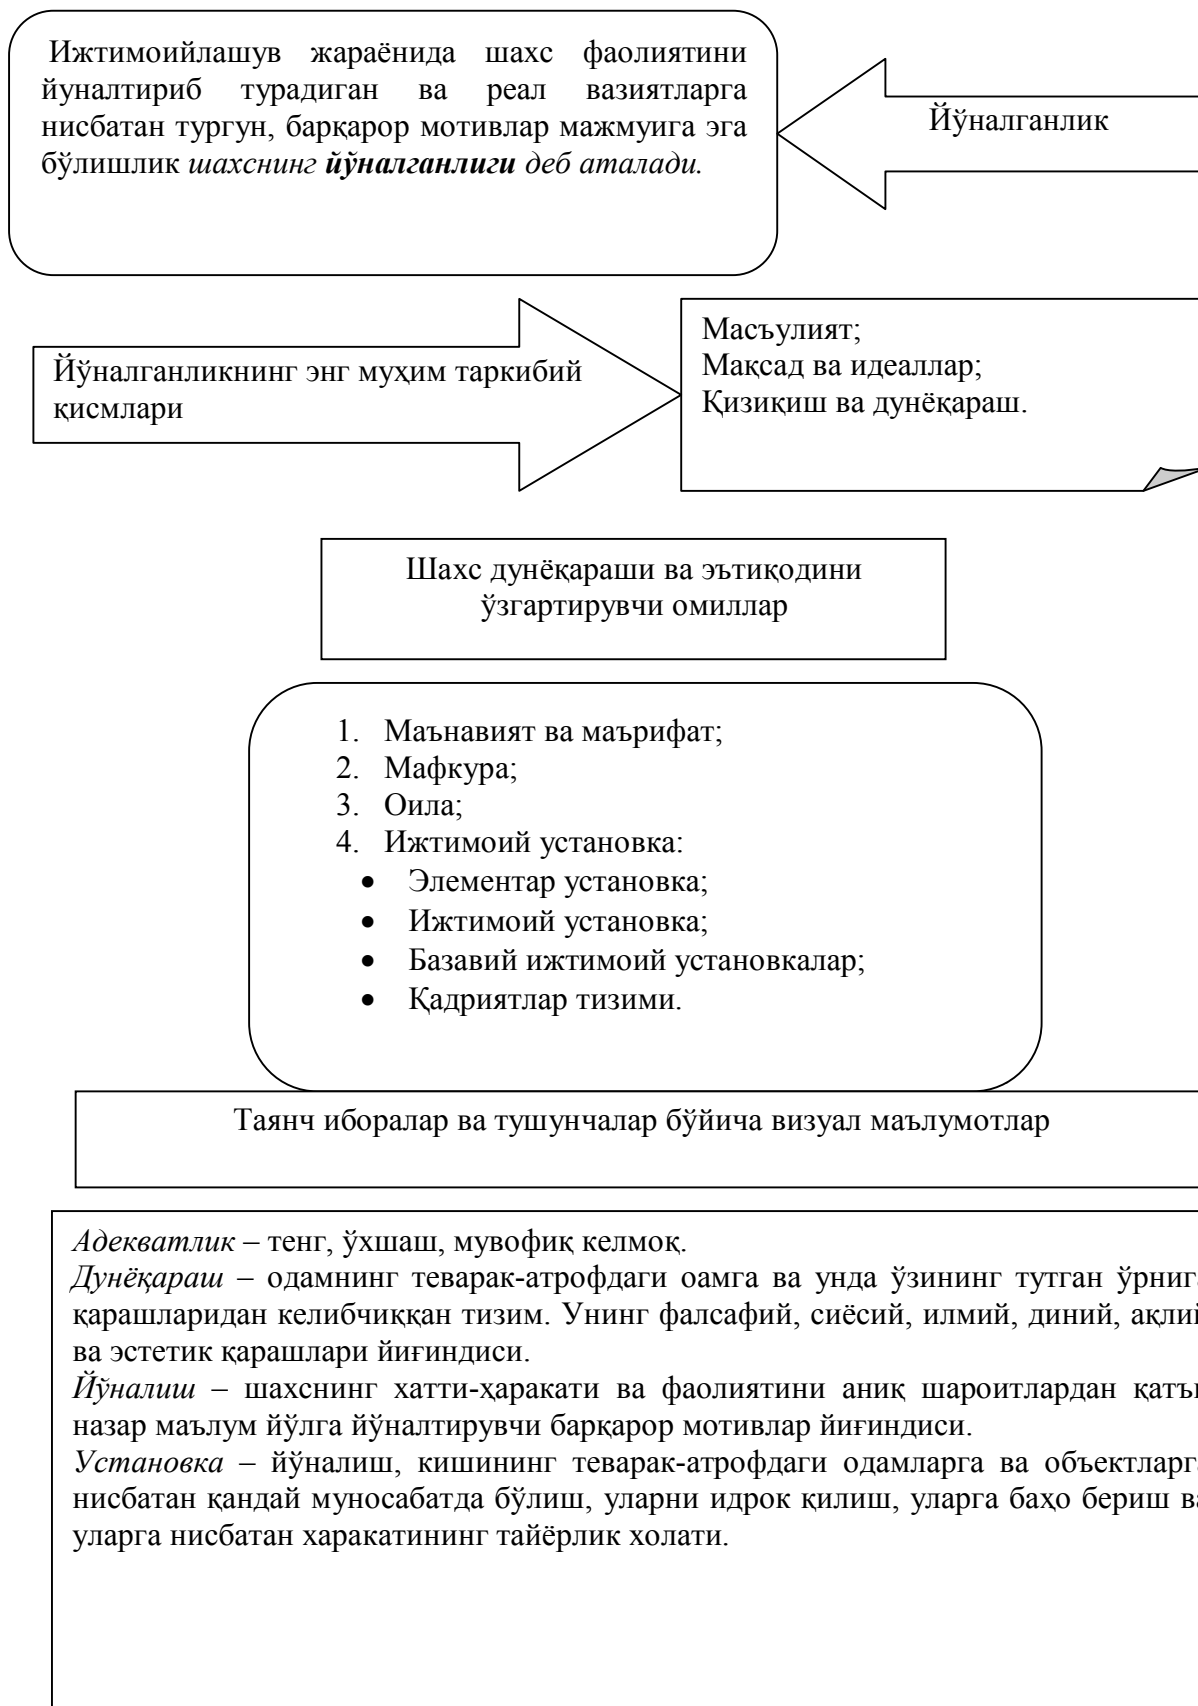 Ижтимоийлашув жараёнида шахс фаолиятини
йуналтириб турадиган ва реал вазиятларга
нисбатан тургун, барқарор мотивлар мажмуига эга
бўлишлик шахснинг йўналганлиги деб аталади.
Йўналганлик
Йўналганликнинг энг муҳим таркибий
қисмлари
Масъулият;
Мақсад ва идеаллар;
Қизиқиш ва дунёқараш.
Шахс дунёқараши ва эътиқодини
ўзгартирувчи омиллар
1. Маънавият ва маърифат;
2. Мафкура;
3. Оила;
4. Ижтимоий установка:
• Элементар установка;
• Ижтимоий установка;
• Базавий ижтимоий установкалар;
• Қадриятлар тизими.
Таянч иборалар ва тушунчалар бўйича визуал маълумотлар
Адекватлик – тенг, ўхшаш, мувофиқ келмоқ.
Дунёқараш – одамнинг теварак-атрофдаги оамга ва унда ўзининг тутган ўрнига
қарашларидан келибчиққан тизим. Унинг фалсафий, сиёсий, илмий, диний, ақлий
ва эстетик қарашлари йиғиндиси.
Йўналиш – шахснинг хатти-ҳаракати ва фаолиятини аниқ шароитлардан
назар маълум йўлга йўналтирувчи барқарор мотивлар йиғиндиси.
Установка – йўналиш, кишининг теварак-атрофдаги одамларга ва объектларга
нисбатан қандай муносабатда бўлиш, уларни идрок қилиш, уларга баҳо бериш ва
уларга нисбатан харакатининг тайёрлик холати.